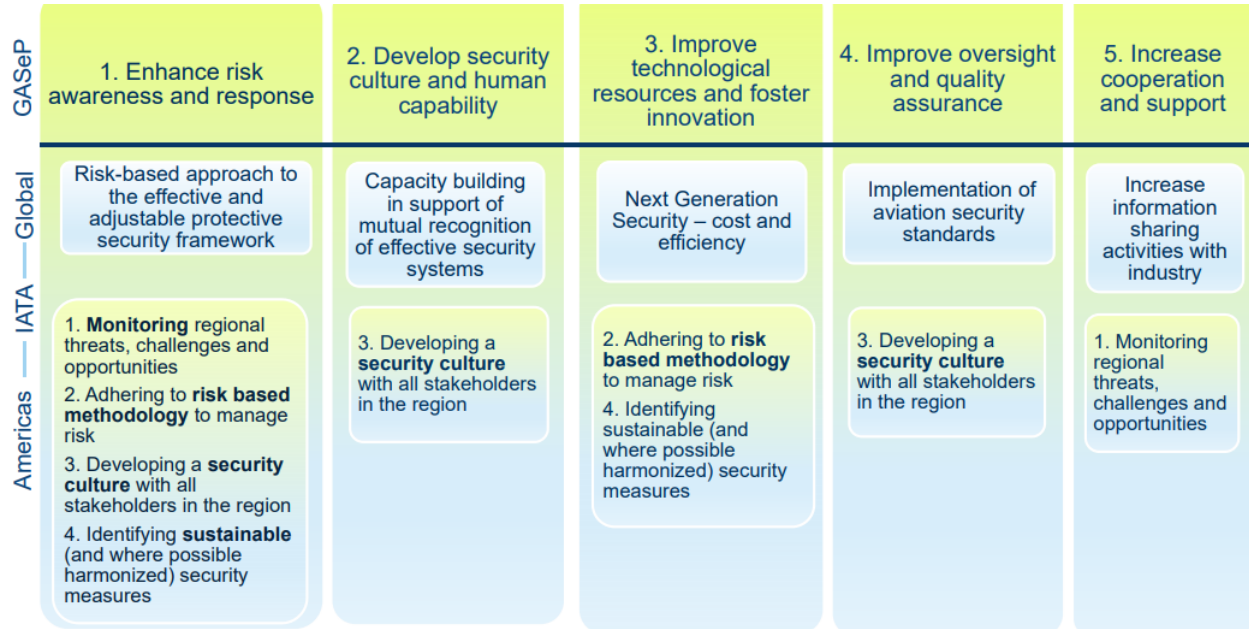 GASeP
1. Enhance risk
awareness and response
2. Develop security
culture and human
capability
3. Improve
technological
resources and foster
innovation
4. Improve oversight
and quality
assurance
5. Increase
cooperation
and support
Americas — IATA — Global
Risk-based approach to
the effective and
adjustable protective
security framework
Capacity building
in support of
mutual recognition
of effective security
systems
Next Generation
Security – cost and
efficiency
Implementation of
aviation security
standards
Increase
information
sharing
activities with
industry
1. Monitoring regional
threats, challenges and
opportunities
2. Adhering to risk based
methodology to manage
risk
3. Developing a security
culture with all
stakeholders in the region
4. Identifying sustainable
(and where possible
harmonized) security
measures
3. Developing a
security culture
with all stakeholders
in the region
2. Adhering to risk
based methodology
to manage risk
4. Identifying
sustainable (and
where possible
harmonized) security
measures
3. Developing a
security culture
with all stakeholders
in the region
1. Monitoring
regional
threats,
challenges and
opportunities